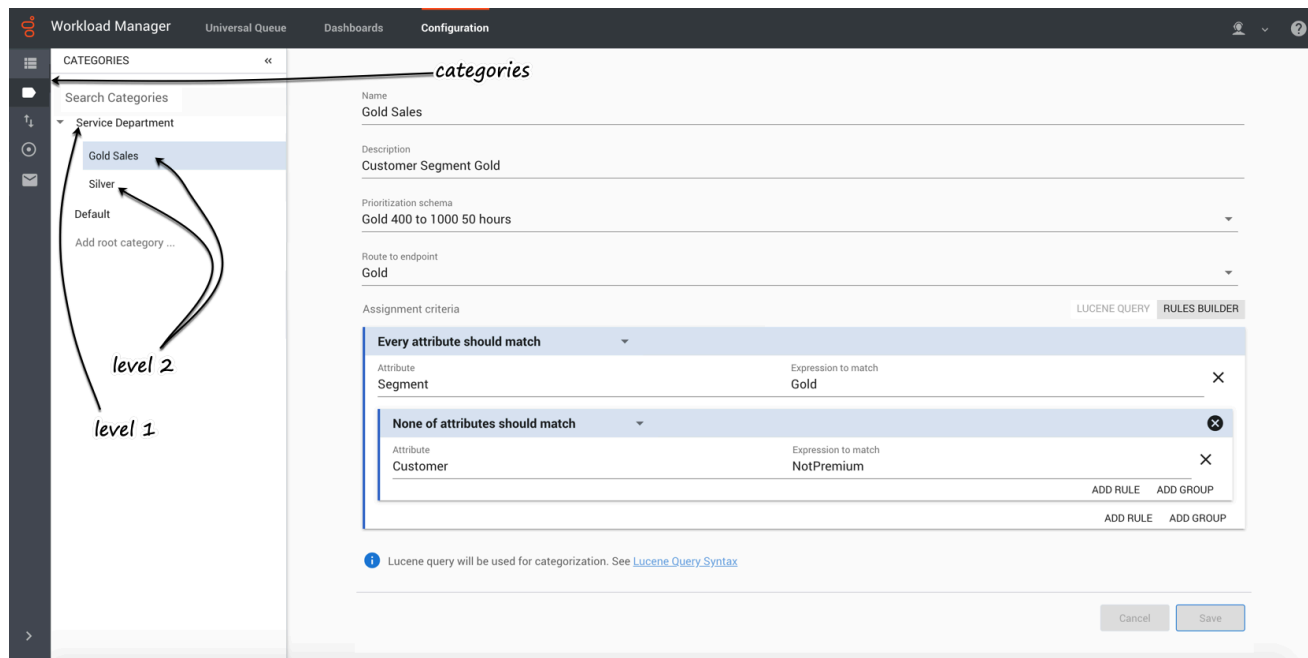 Workload Manager Universal Queue Dashboards Configuration
CATEGORIES «
categories
Search Categories
Service Department
Gold Sales
Silver
Default
Add root category ...
level 2
level 1
Name
Gold Sales
Description
Customer Segment Gold
Prioritization schema
Gold 400 to 1000 50 hours
Route to endpoint
Gold
Assignment criteria LUCENE QUERY RULES BUILDER
Every attribute should match
Attribute Expression to match
Segment Gold
None of attributes should match
Attribute Expression to match
Customer NotPremium
ADD RULE ADD GROUP
ADD RULE ADD GROUP
Lucene query will be used for categorization. See Lucene Query Syntax
Cancel Save